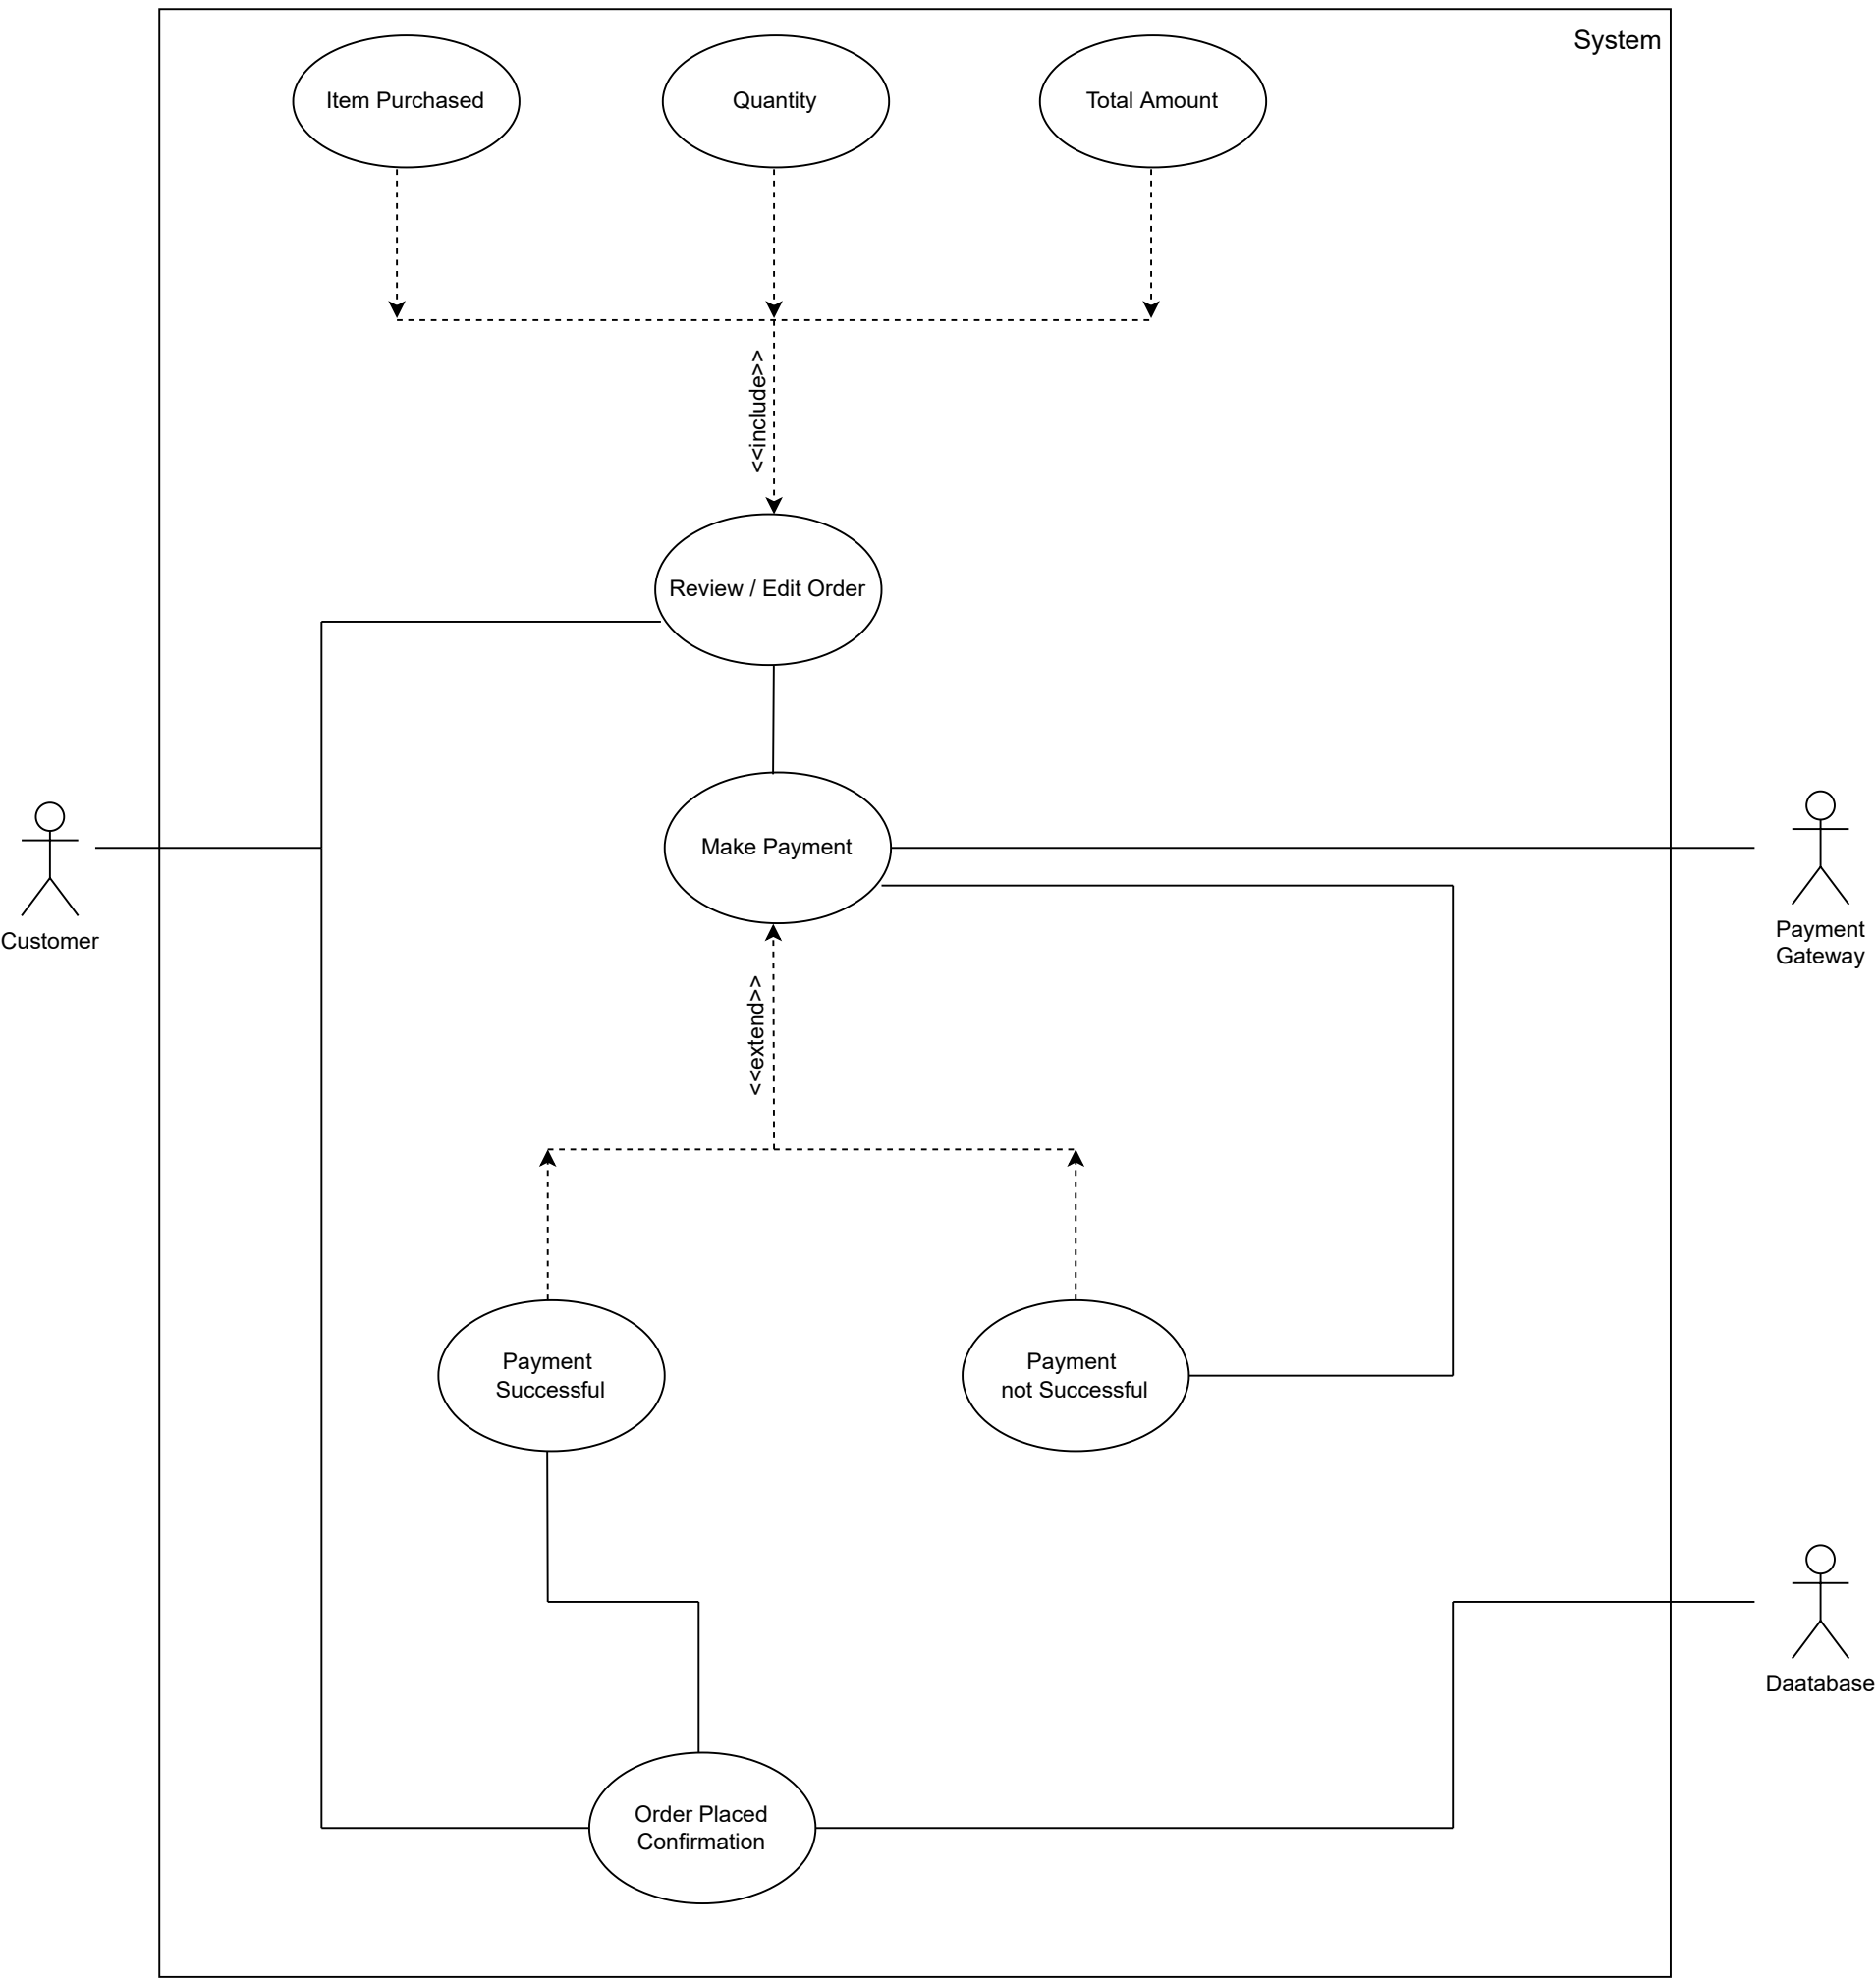 System
Item Purchased
Quantity
Total Amount
<<include>>
Review / Edit Order
Make Payment
Customer
Payment
Gateway
<<extend>>
Payment
Successful
Payment
not Successful
Daatabase
Order Placed
Confirmation